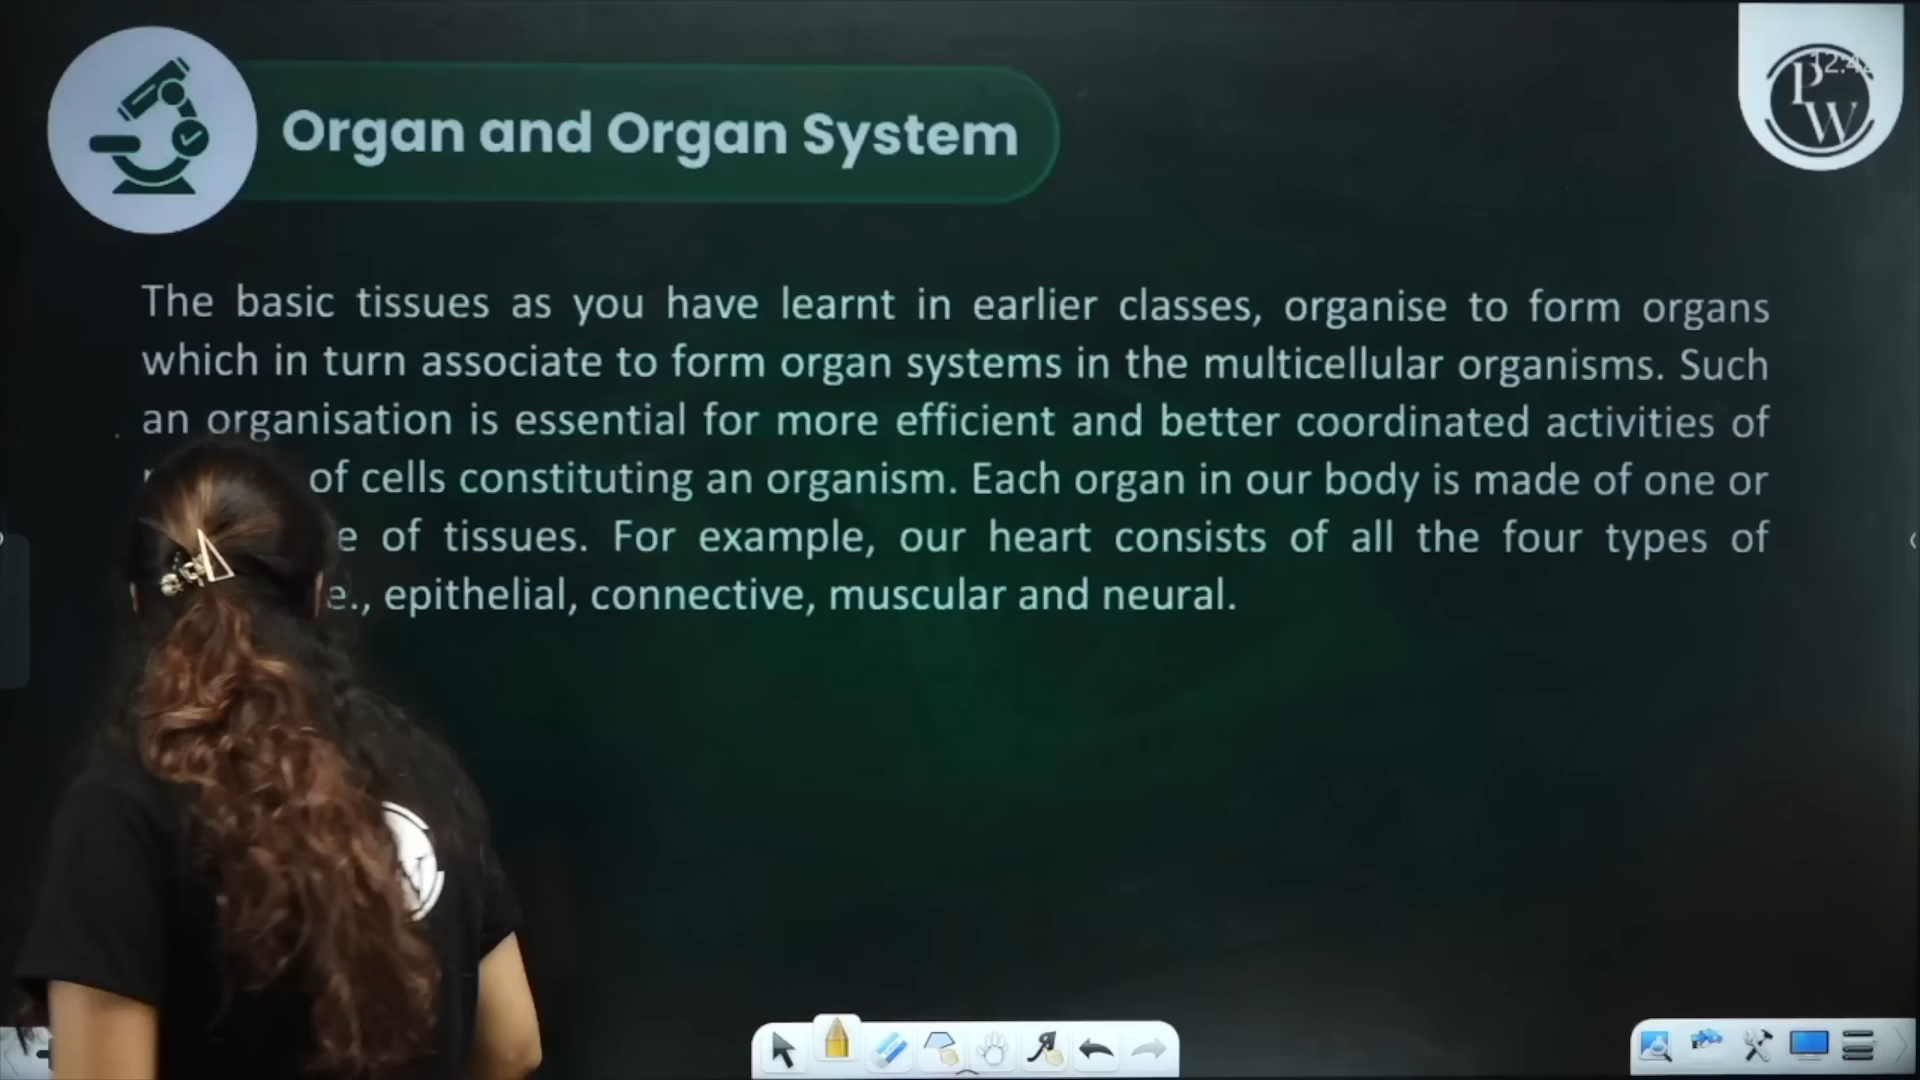 Organ and Organ System
PW
The basic tissues as you have learnt in earlier classes, organise to form organs
which in turn associate to form organ systems in the multicellular organisms. Such
an organisation is essential for more efficient and better coordinated activities of
of cells constituting an organism. Each organ in our body is made of one or
of tissues. For example, our heart consists of all the four types of
epithelial, connective, muscular and neural.